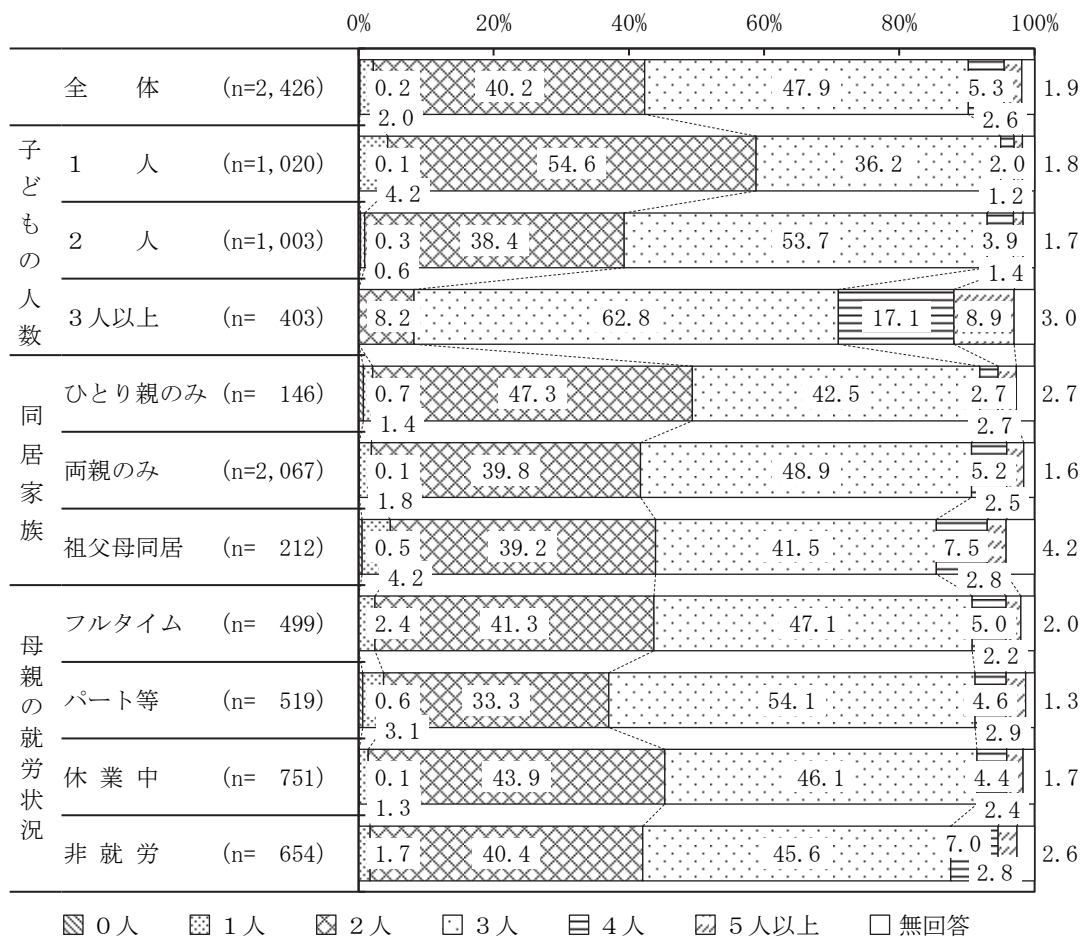 0% 20% 40% 60% 80% 100%
全 体 (n=2,426) 0.2 40.2 47.9 5.3 1.9
2.0 2.6
子どもの人数
1 人 (n=1,020) 0.1 54.6 36.2 2.0 1.8
4.2 1.2
2 人 (n=1,003) 0.3 38.4 53.7 3.9 1.7
0.6 1.4
3人以上 (n= 403) 8.2 62.8 17.1 8.9 3.0
同居家族
ひとり親のみ (n= 146) 0.7 47.3 42.5 2.7 2.7
1.4 2.7
両親のみ (n=2,067) 0.1 39.8 48.9 5.2 1.6
1.8 2.5
祖父母同居 (n= 212) 0.5 39.2 41.5 7.5 4.2
4.2 2.8
母親の就労状況
フルタイム (n= 499) 2.4 41.3 47.1 5.0 2.0
2.2
パート等 (n= 519) 0.6 33.3 54.1 4.6 1.3
3.1 2.9
休業中 (n= 751) 0.1 43.9 46.1 4.4 1.7
1.3 2.4
非就労 (n= 654) 1.7 40.4 45.6 7.0 2.6
2.8
0人 1人 2人 3人 4人 5人以上 無回答